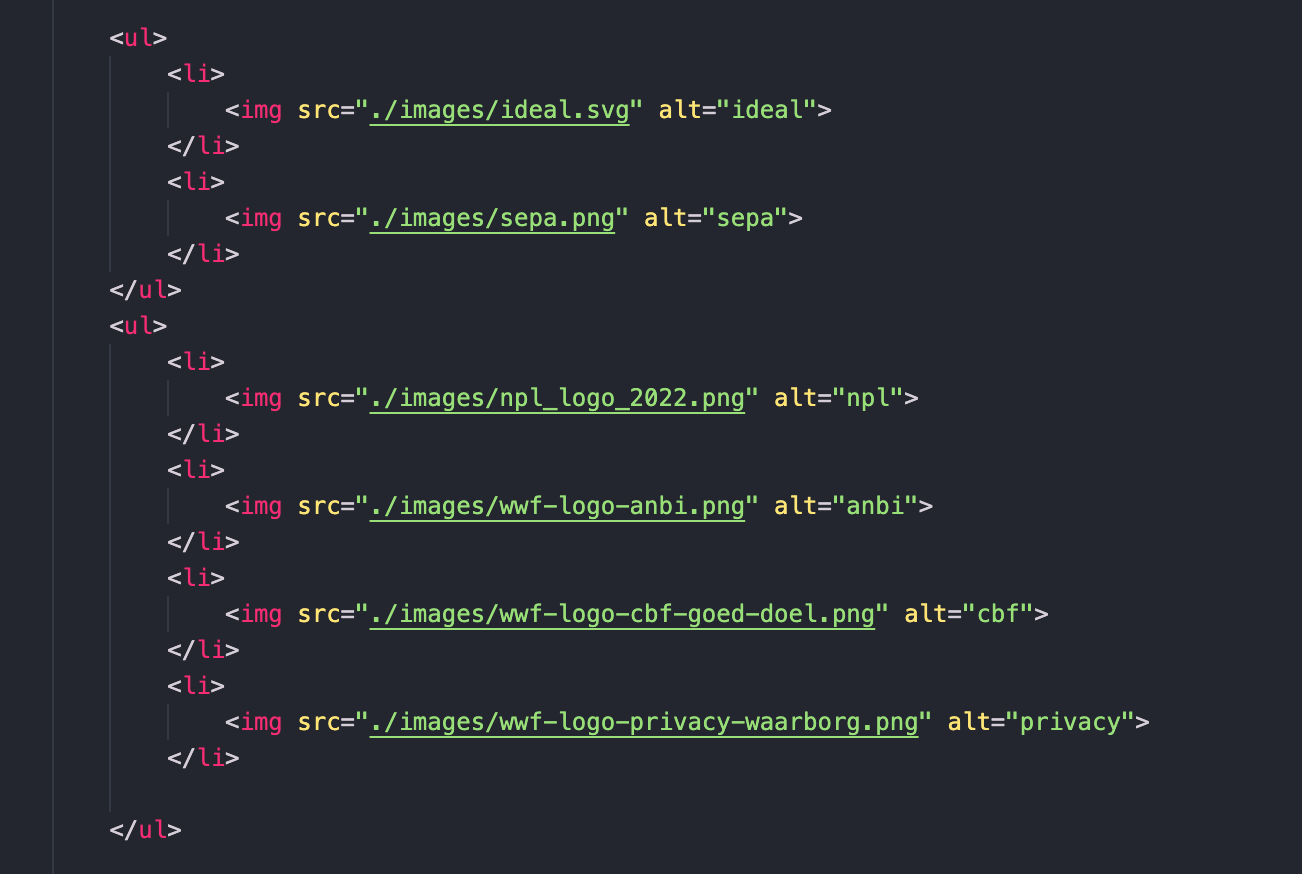 <ul>
<li>
<img src="./images/ideal.svg" alt="ideal">
</li>
<li>
<img src="./images/sepa.png" alt="sepa">
</li>
</ul>
<ul>
<li>
<img src="./images/npl_logo_2022.png" alt="npl">
</li>
<li>
<img src="./images/wwf-logo-anbi.png" alt="anbi">
</li>
<li>
<img src="./images/wwf-logo-cbf-goed-doel.png" alt="cbf">
</li>
<li>
<img src="./images/wwf-logo-privacy-waarborg.png" alt="privacy">
</li>
</ul>